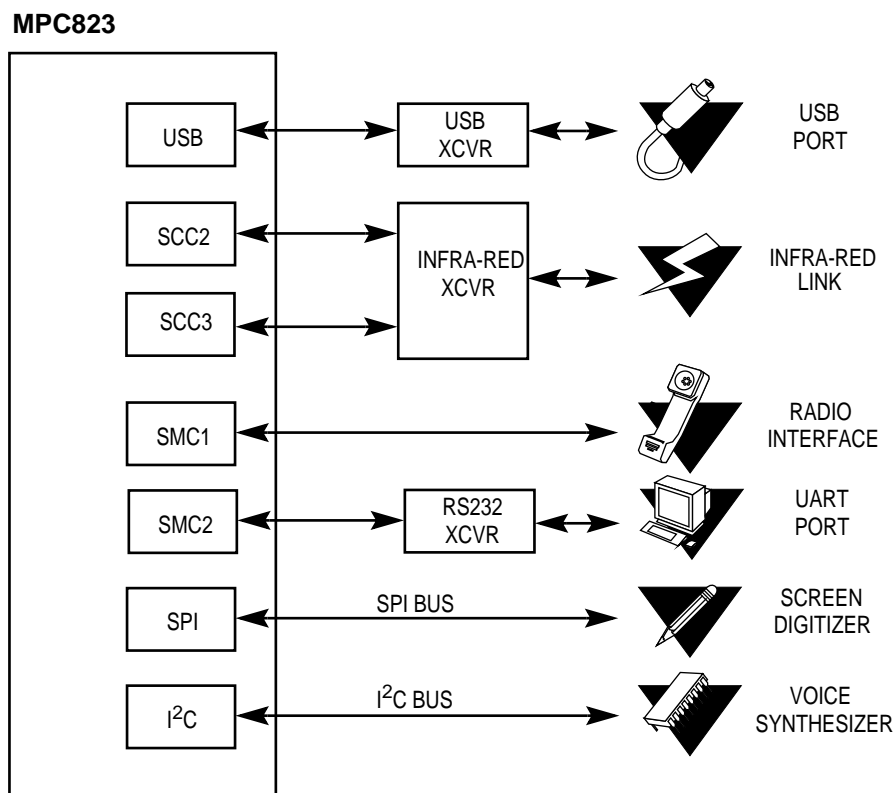 MPC823
USB
USB
XCVR
USB
PORT
SCC2
SCC3
INFRA-RED
XCVR
INFRA-RED
LINK
SMC1
RADIO
INTERFACE
SMC2
RS232
XCVR
UART
PORT
SPI
SPI BUS
SCREEN
DIGITIZER
I²C
I²C BUS
VOICE
SYNTHESIZER